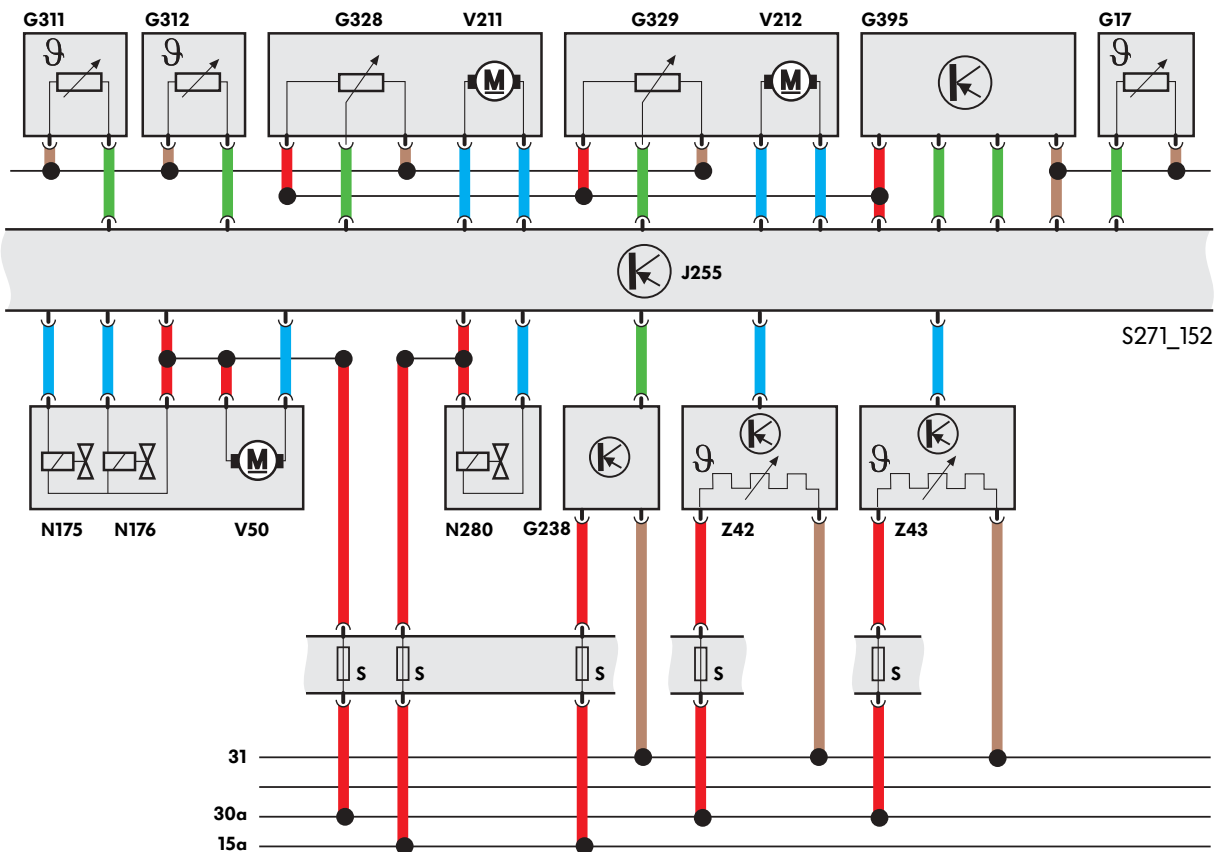 G311 G312 G328 V211 G329 V212 G395 G17
ϑ ϑ M M ϑ
J255
S271_152
M ϑ ϑ
N175 N176 V50 N280 G238 Z42 Z43
S S S S S
31
30a
15a